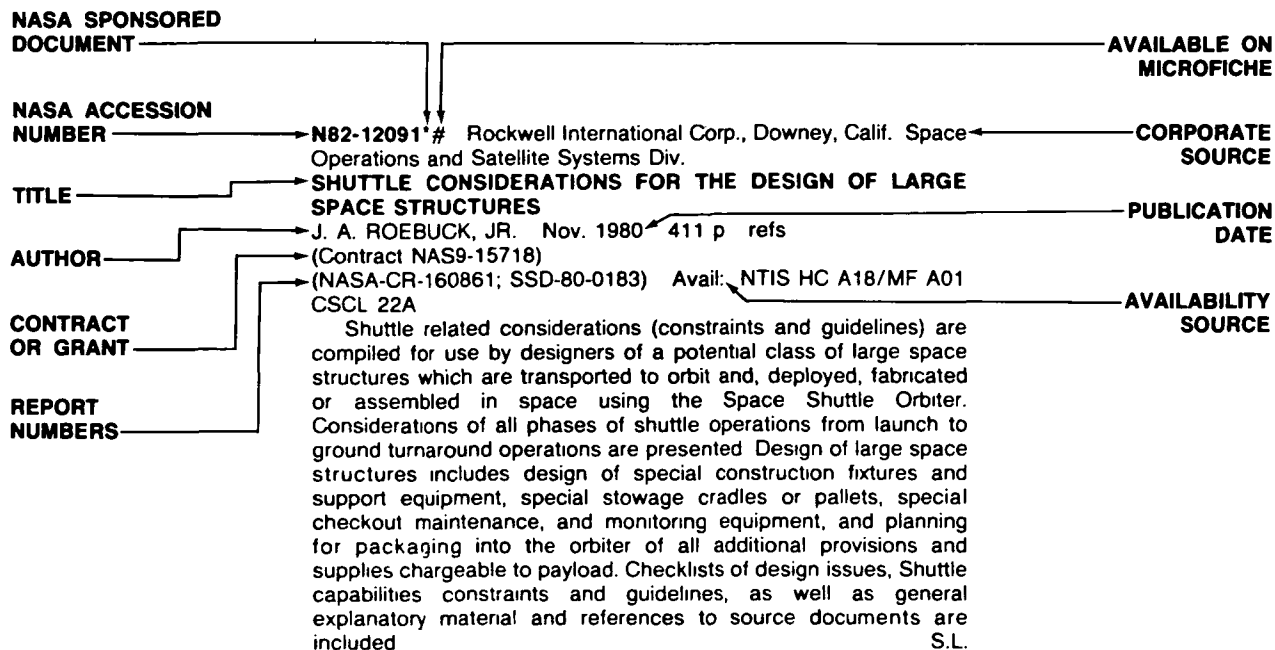 NASA SPONSORED
DOCUMENT
AVAILABLE ON
MICROFICHE
NASA ACCESSION
NUMBER
N82-12091*# Rockwell International Corp., Downey, Calif. Space
Operations and Satellite Systems Div.
CORPORATE
SOURCE
TITLE
SHUTTLE CONSIDERATIONS FOR THE DESIGN OF LARGE
SPACE STRUCTURES
PUBLICATION
DATE
AUTHOR
J. A. ROEBUCK, JR. Nov. 1980 411 p refs
(Contract NAS9-15718)
(NASA-CR-160861; SSD-80-0183) Avail: NTIS HC A18/MF A01
CSCL 22A
AVAILABILITY
SOURCE
CONTRACT
OR GRANT
REPORT
NUMBERS
Shuttle related considerations (constraints and guidelines) are
compiled for use by designers of a potential class of large space
structures which are transported to orbit and, deployed, fabricated
or assembled in space using the Space Shuttle Orbiter.
Considerations of all phases of shuttle operations from launch to
ground turnaround operations are presented Design of large space
structures includes design of special construction fixtures and
support equipment, special stowage cradles or pallets, special
checkout maintenance, and monitoring equipment, and planning
for packaging into the orbiter of all additional provisions and
supplies chargeable to payload. Checklists of design issues, Shuttle
capabilities constraints and guidelines, as well as general
explanatory material and references to source documents are
included S.L.